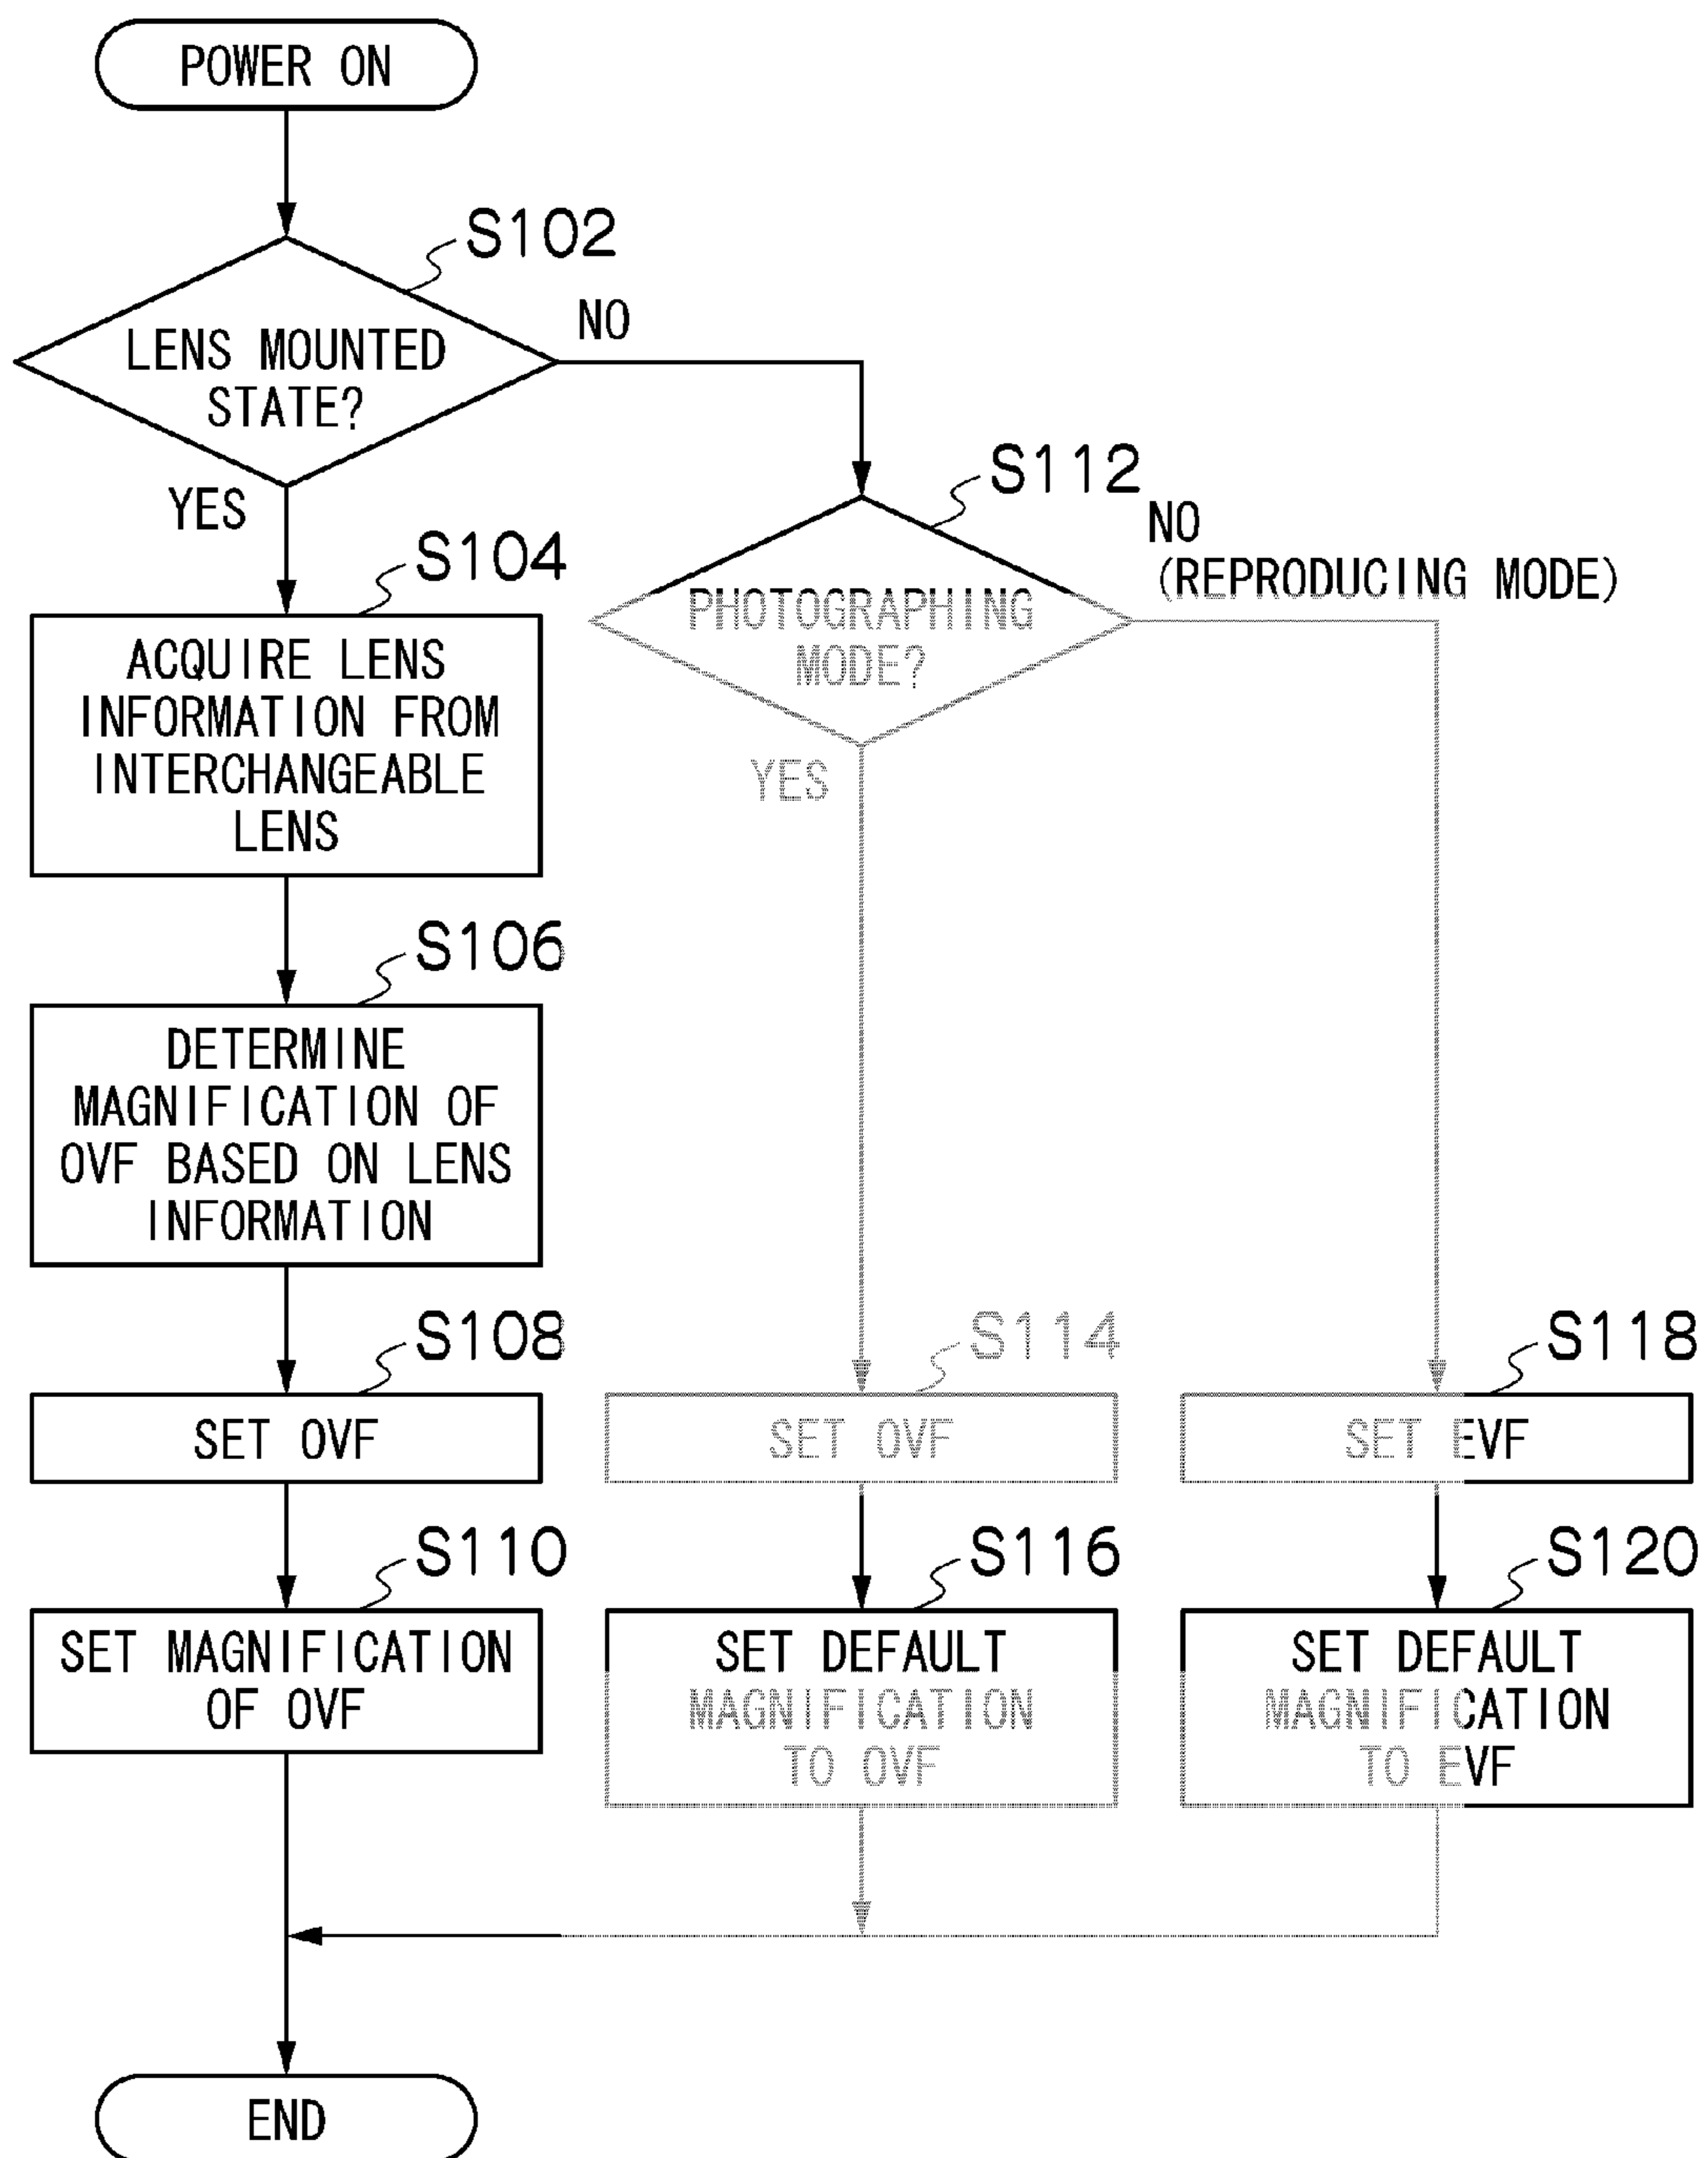 POWER ON
S102
LENS MOUNTED
STATE?
NO
YES
S104
ACQUIRE LENS
INFORMATION FROM
INTERCHANGEABLE
LENS
S106
DETERMINE
MAGNIFICATION OF
OVF BASED ON LENS
INFORMATION
S108
SET OVF
S110
SET MAGNIFICATION
OF OVF
S112
PHOTOGRAPHING
MODE?
NO
(REPRODUCING MODE)
YES
S114
SET OVF
S116
SET DEFAULT
MAGNIFICATION
TO OVF
S118
SET EVF
S120
SET DEFAULT
MAGNIFICATION
TO EVF
END